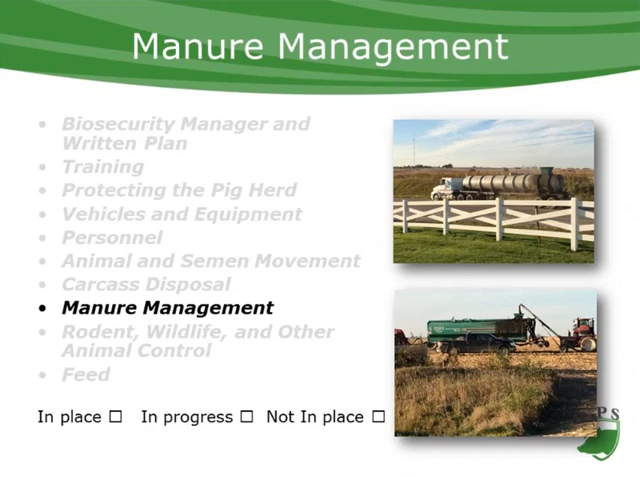 Manure Management
• Biosecurity Manager and
Written Plan
• Training
• Protecting the Pig Herd
• Vehicles and Equipment
• Personnel
• Animal and Semen Movement
• Carcass Disposal
• Manure Management
• Rodent, Wildlife, and Other
Animal Control
• Feed
In place ☐ In progress ☐ Not In place ☐
P S